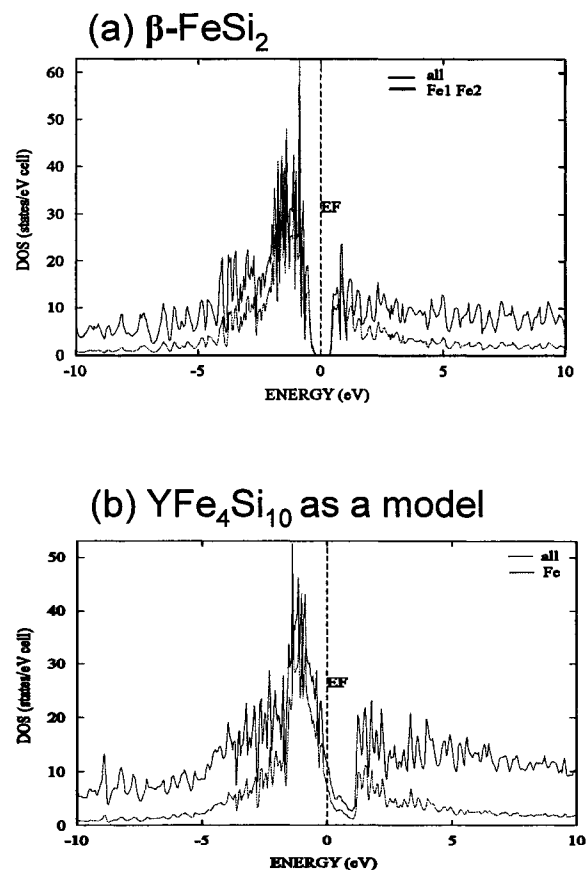 (a) β-FeSi₂
60
50
40
30
20
10
0
-10 -5 0 5 10
DOS (states/eV cell)
ENERGY (eV)
all
Fe1 Fe2
EF
(b) YFe₄Si₁₀ as a model
50
40
30
20
10
0
-10 -5 0 5 10
DOS (states/eV cell)
ENERGY (eV)
all
Fe
EF